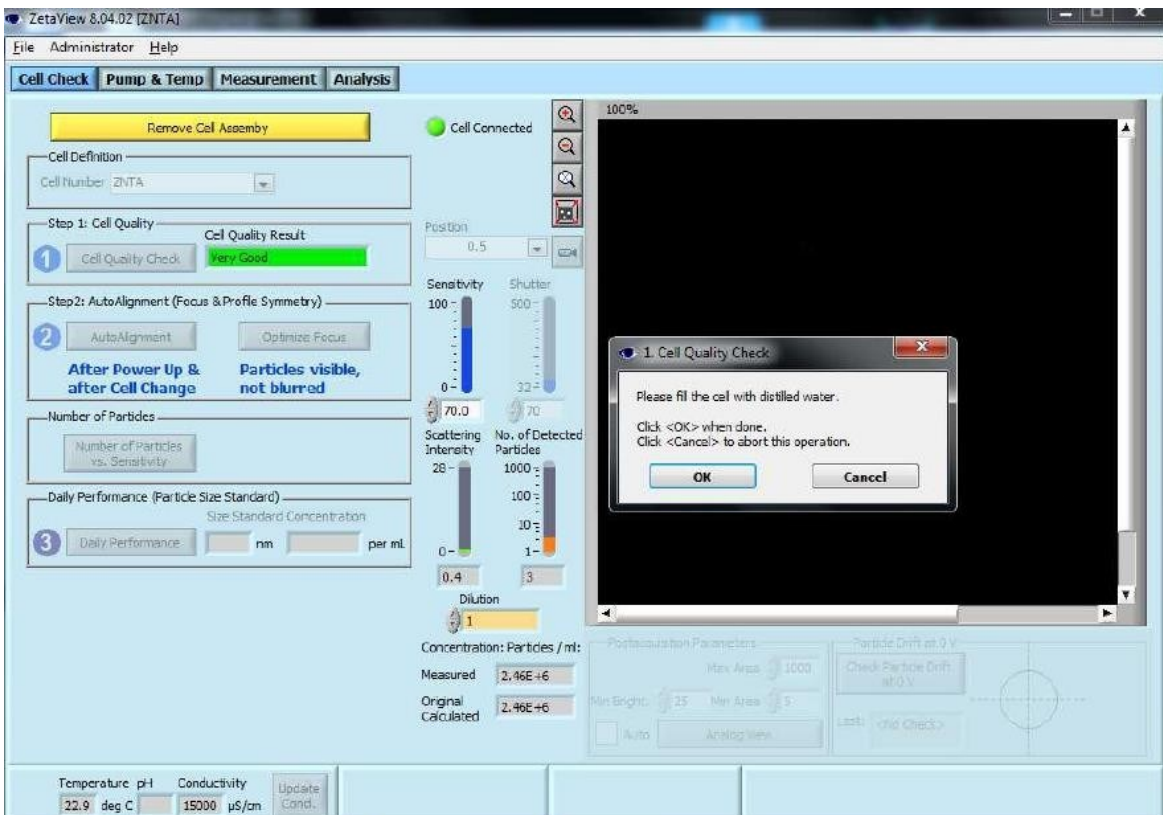 ZetaView 8.04.02 [ZNTA]
File Administrator Help
Cell Check Pump & Temp Measurement Analysis
Remove Cell Assemby
Cell Connected
100%
Cell Definition
Cell Number ZNTA
Step 1: Cell Quality
Cell Quality Result
1 Cell Quality Check Very Good
Position
0.5
Step2: AutoAlignment (Focus & Profile Symmetry)
2 AutoAlignment Optimize Focus
After Power Up &
after Cell Change
Particles visible,
not blurred
Sensitivity Shutter
100 500
0 32
70.0 70
Number of Particles
Number of Particles
vs. Sensitivity
Scattering
Intensity
No. of Detected
Particles
28 1000
100
10
0 1
0.4 3
Daily Performance (Particle Size Standard)
Size Standard Concentration
3 Daily Performance nm per mL
Dilution
1
Concentration: Particles / ml:
Measured 2.46E+6
Original
Calculated
2.46E+6
1. Cell Quality Check
Please fill the cell with distilled water.
Click <OK> when done.
Click <Cancel> to abort this operation.
OK Cancel
Postacquisition Parameters
Max Area 1000
Min Bright. 25 Min Area 5
Auto Analog View
Particle Drift at 0 V
Check Particle Drift
at 0 V
Last: <No Check>
Temperature pH Conductivity
22.9 deg C 15000 µS/cm
Update
Cond.